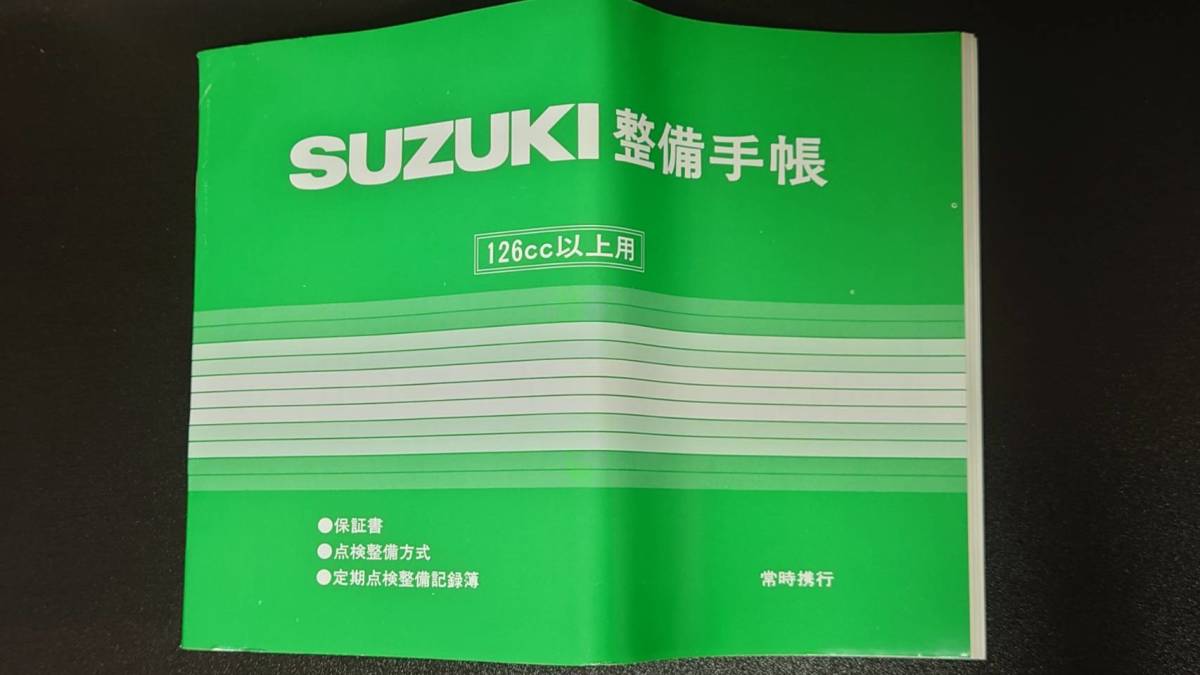 SUZUKI 整備手帳
126cc以上用
●保証書
●点検整備方式
●定期点検整備記録簿
常時携行